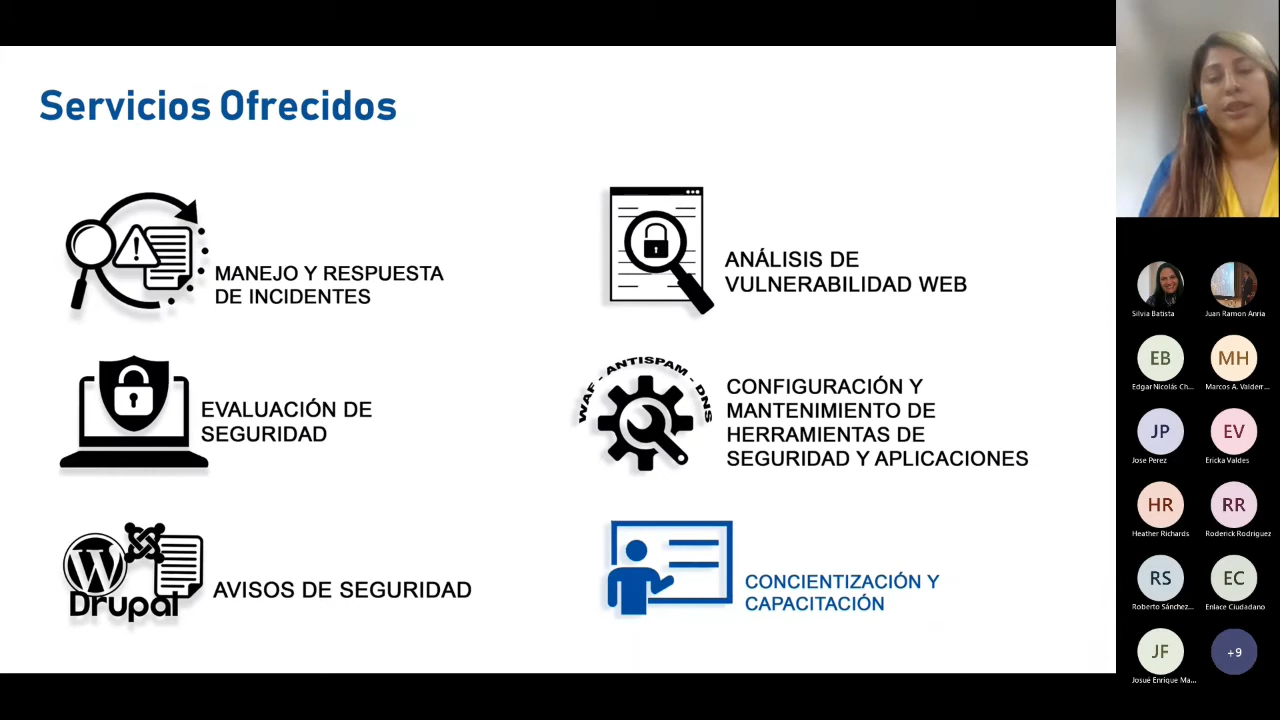 Servicios Ofrecidos
MANEJO Y RESPUESTA
DE INCIDENTES
ANÁLISIS DE
VULNERABILIDAD WEB
EVALUACIÓN DE
SEGURIDAD
WAF - ANTISPAM - DNS
CONFIGURACIÓN Y
MANTENIMIENTO DE
HERRAMIENTAS DE
SEGURIDAD Y APLICACIONES
W
Drupal
AVISOS DE SEGURIDAD
CONCIENTIZACIÓN Y
CAPACITACIÓN
Silvia Batista
Juan Ramon Anria
EB
Edgar Nicolás Ch...
MH
Marcos A. Valderr...
JP
Jose Perez
EV
Ericka Valdes
HR
Heather Richards
RR
Roderick Rodriguez
RS
Roberto Sánchez...
EC
Enlace Ciudadano
JF
Josué Enrique Ma...
+9